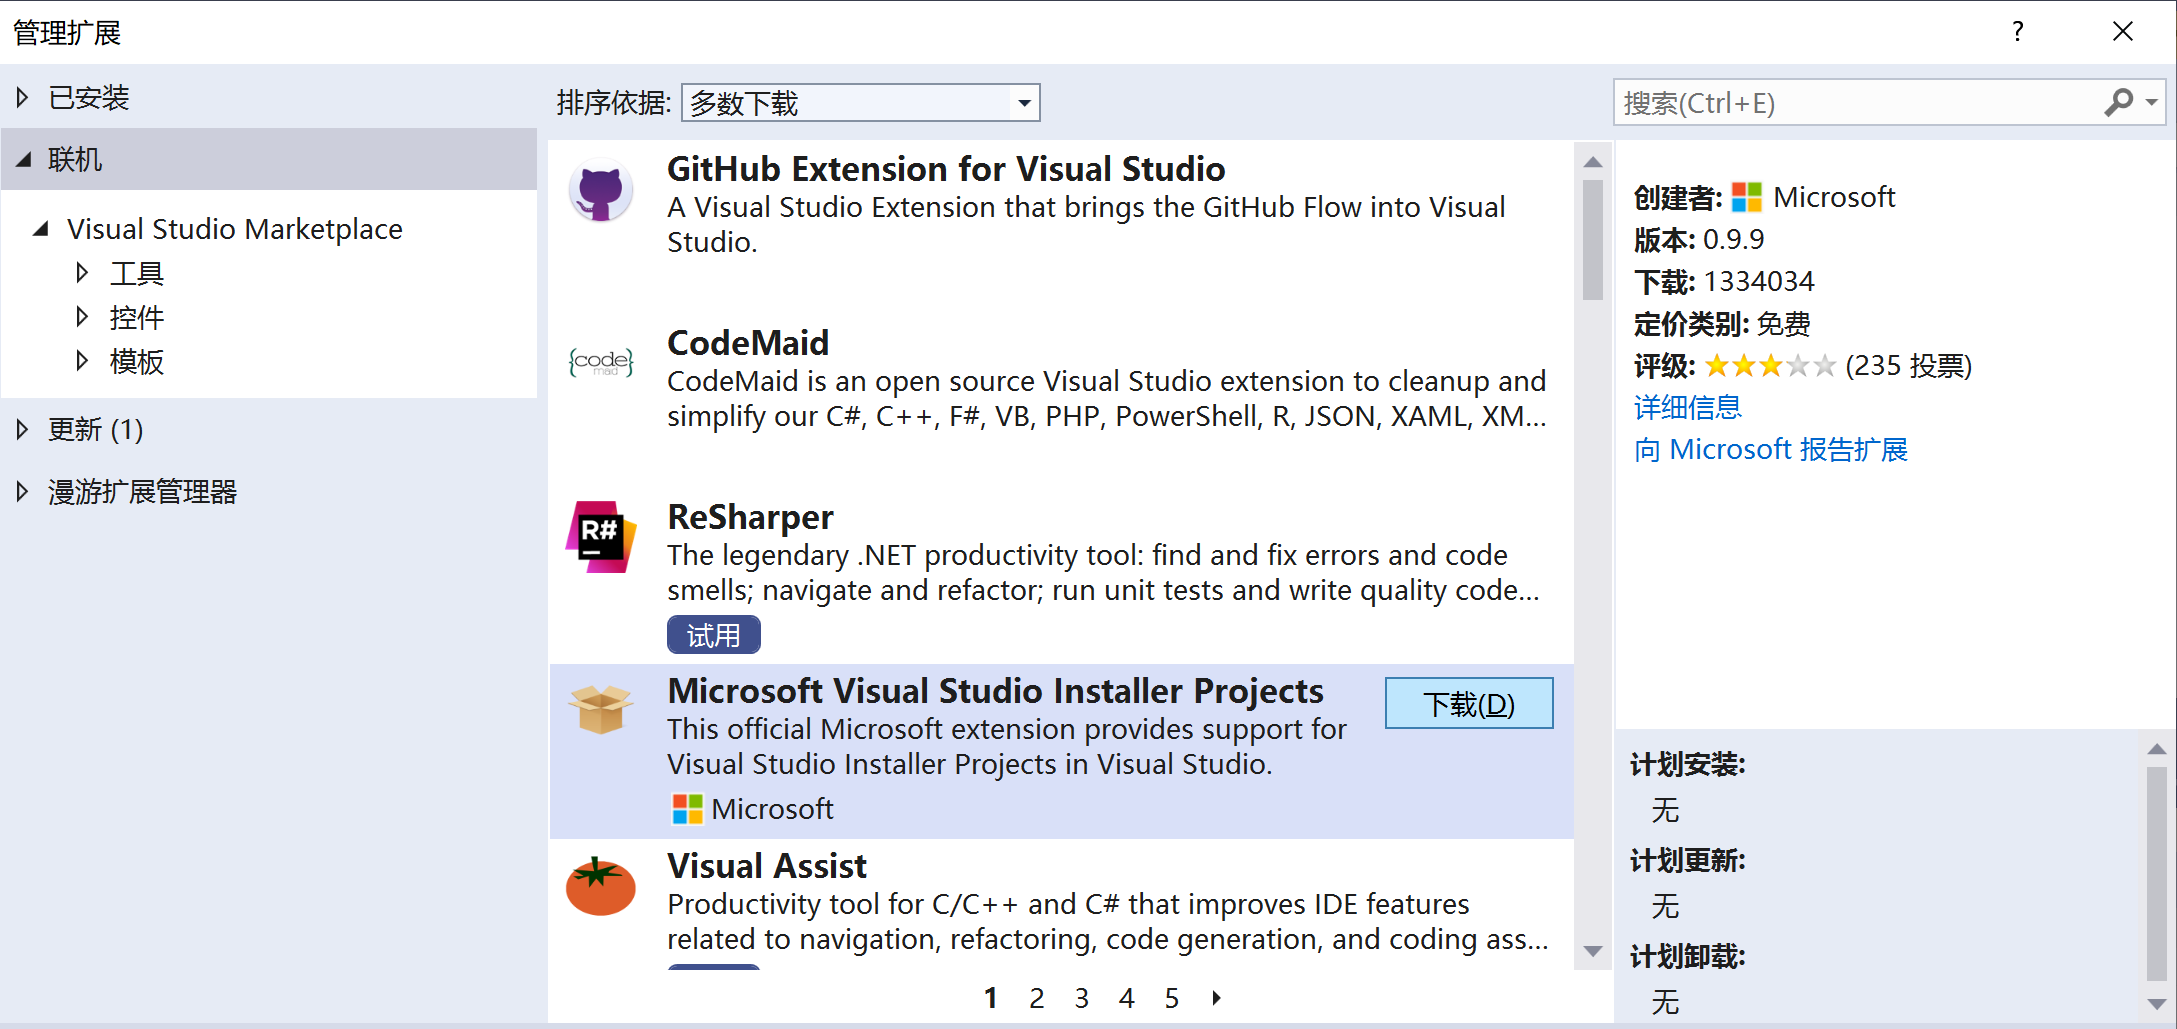 管理扩展
?
已安装
联机
Visual Studio Marketplace
工具
控件
模板
更新 (1)
漫游扩展管理器
排序依据: 多数下载
GitHub Extension for Visual Studio
A Visual Studio Extension that brings the GitHub Flow into Visual
Studio.
{code}
maid
CodeMaid
CodeMaid is an open source Visual Studio extension to cleanup and
simplify our C#, C++, F#, VB, PHP, PowerShell, R, JSON, XAML, XM...
R#
ReSharper
The legendary .NET productivity tool: find and fix errors and code
smells; navigate and refactor; run unit tests and write quality code...
试用
Microsoft Visual Studio Installer Projects
下载(D)
This official Microsoft extension provides support for
Visual Studio Installer Projects in Visual Studio.
Microsoft
Visual Assist
Productivity tool for C/C++ and C# that improves IDE features
related to navigation, refactoring, code generation, and coding ass...
1 2 3 4 5
搜索(Ctrl+E)
创建者: Microsoft
版本: 0.9.9
下载: 1334034
定价类别: 免费
评级: (235 投票)
详细信息
向 Microsoft 报告扩展
计划安装:
无
计划更新:
无
计划卸载:
无